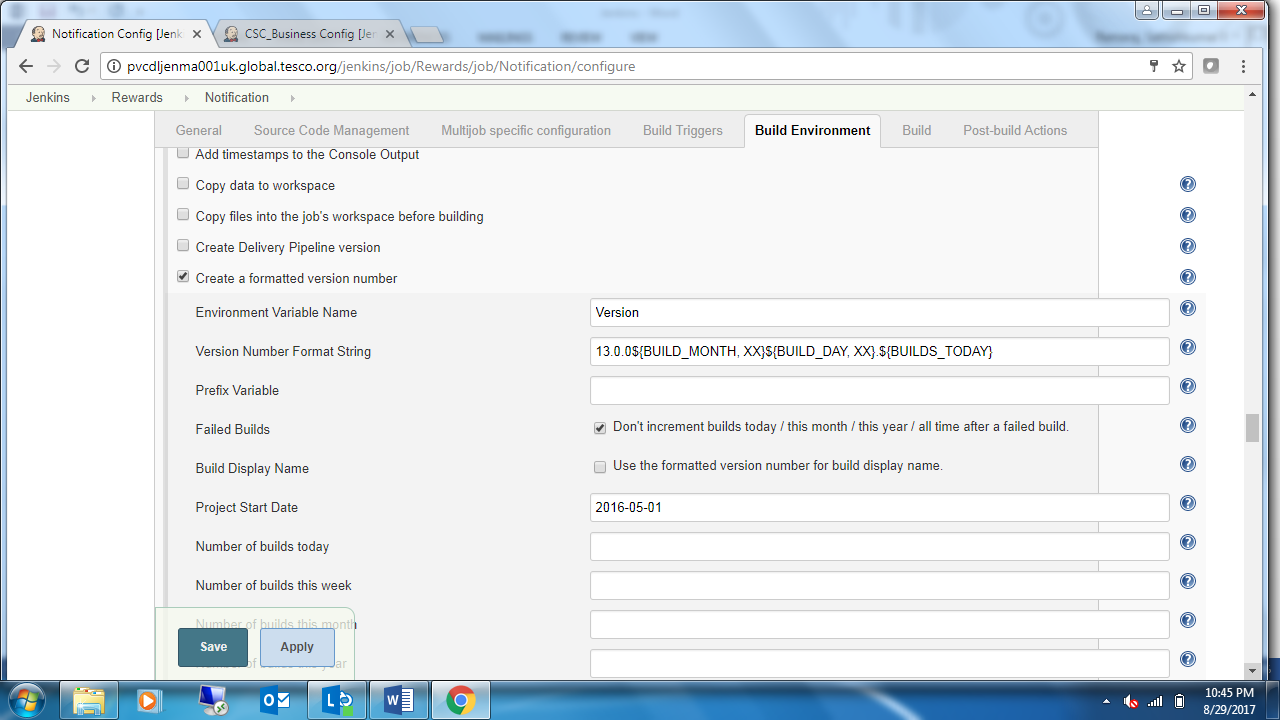 Notification Config [Jenk
CSC_Business Config [Jen
pvcdljenma001uk.global.tesco.org/jenkins/job/Rewards/job/Notification/configure
Jenkins Rewards Notification
General Source Code Management Multijob specific configuration Build Triggers Build Environment Build Post-build Actions
Add timestamps to the Console Output
Copy data to workspace
Copy files into the job's workspace before building
Create Delivery Pipeline version
Create a formatted version number
Environment Variable Name Version
Version Number Format String 13.0.0${BUILD_MONTH, XX}${BUILD_DAY, XX}.${BUILDS_TODAY}
Prefix Variable
Failed Builds Don't increment builds today / this month / this year / all time after a failed build.
Build Display Name Use the formatted version number for build display name.
Project Start Date 2016-05-01
Number of builds today
Number of builds this week
Number of builds this month
Save Apply
10:45 PM
8/29/2017